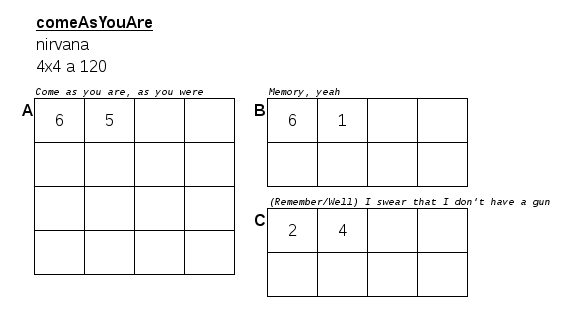 comeAsYouAre
nirvana
4x4 a 120
Come as you are, as you were
A
6 5
Memory, yeah
B
6 1
(Remember/Well) I swear that I don't have a gun
C
2 4